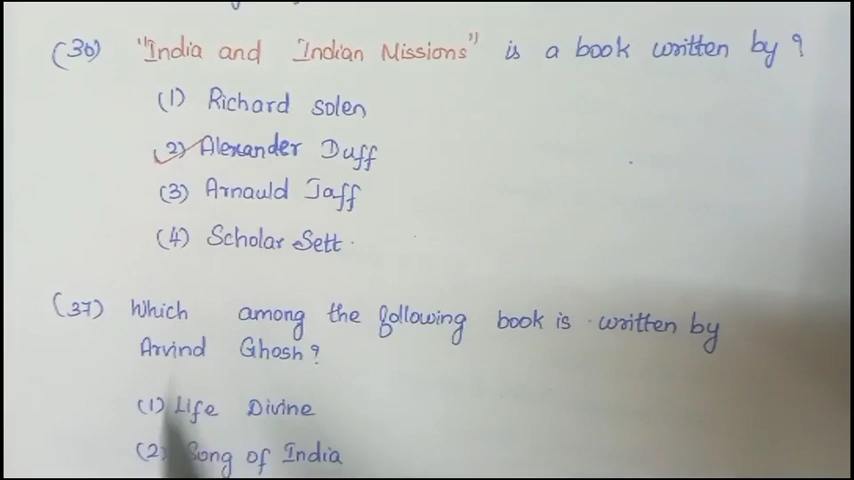 (36) "India and Indian Missions" is a book written by?
(1) Richard Solen
(2) Alexander Duff
(3) Arnauld Jaff
(4) Scholar Sett.
(37) Which among the following book is written by
Arvind Ghosh?
(1) Life Divine
(2) Song of India